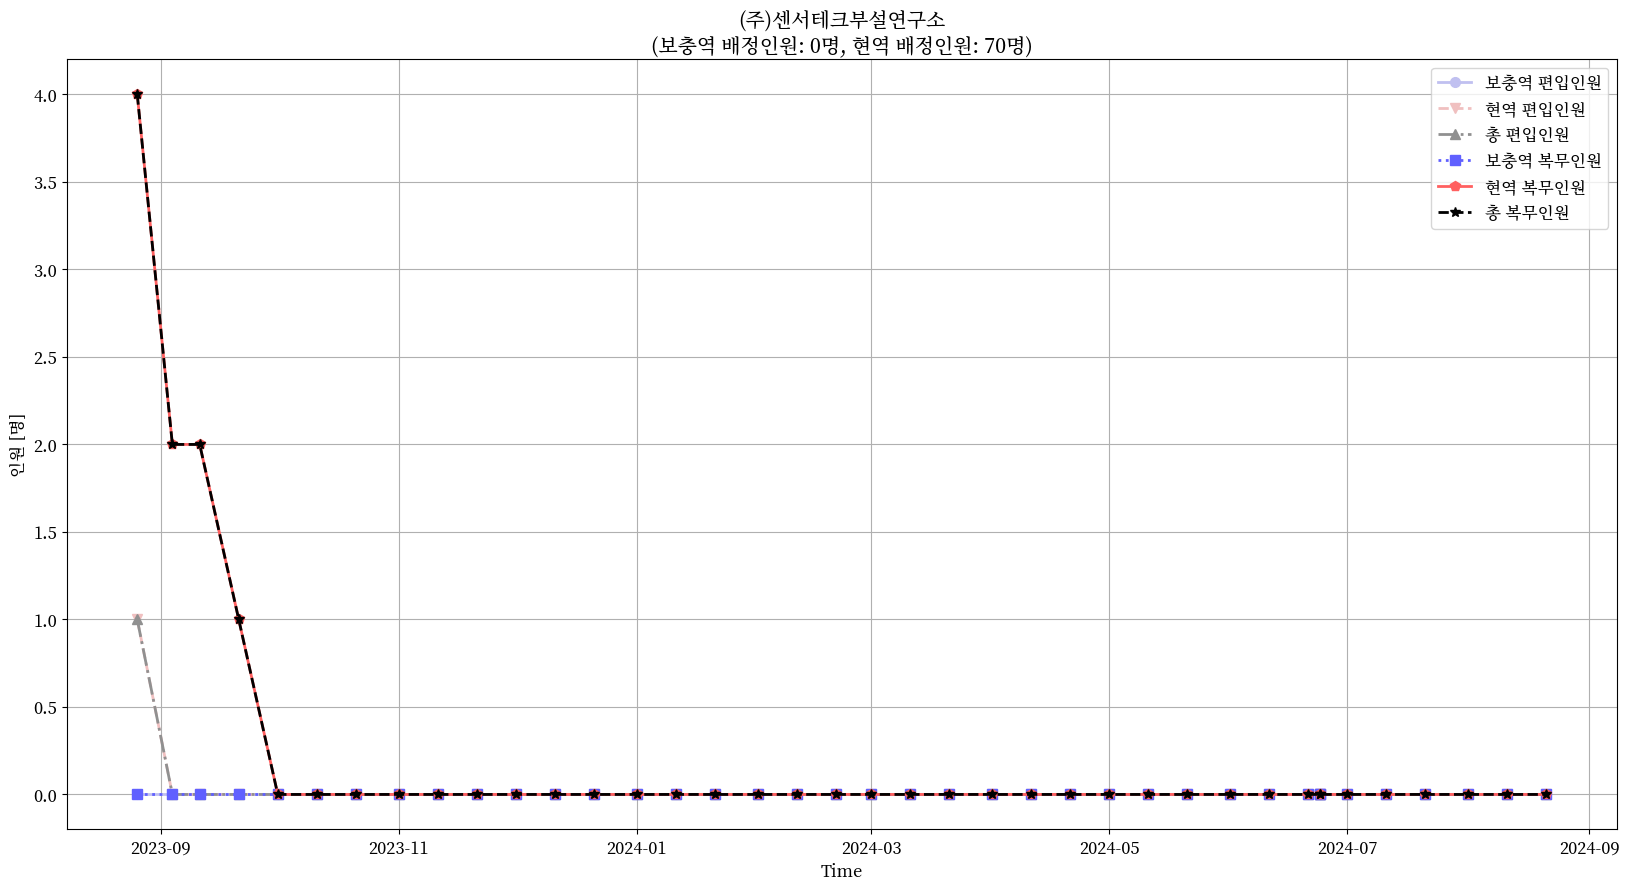 (주)센서테크부설연구소
(보충역 배정인원: 0명, 현역 배정인원: 70명)
보충역 편입인원
현역 편입인원
총 편입인원
보충역 복무인원
현역 복무인원
총 복무인원
4.0
3.5
3.0
2.5
2.0
1.5
1.0
0.5
0.0
인원 [명]
2023-09
2023-11
2024-01
2024-03
2024-05
2024-07
2024-09
Time